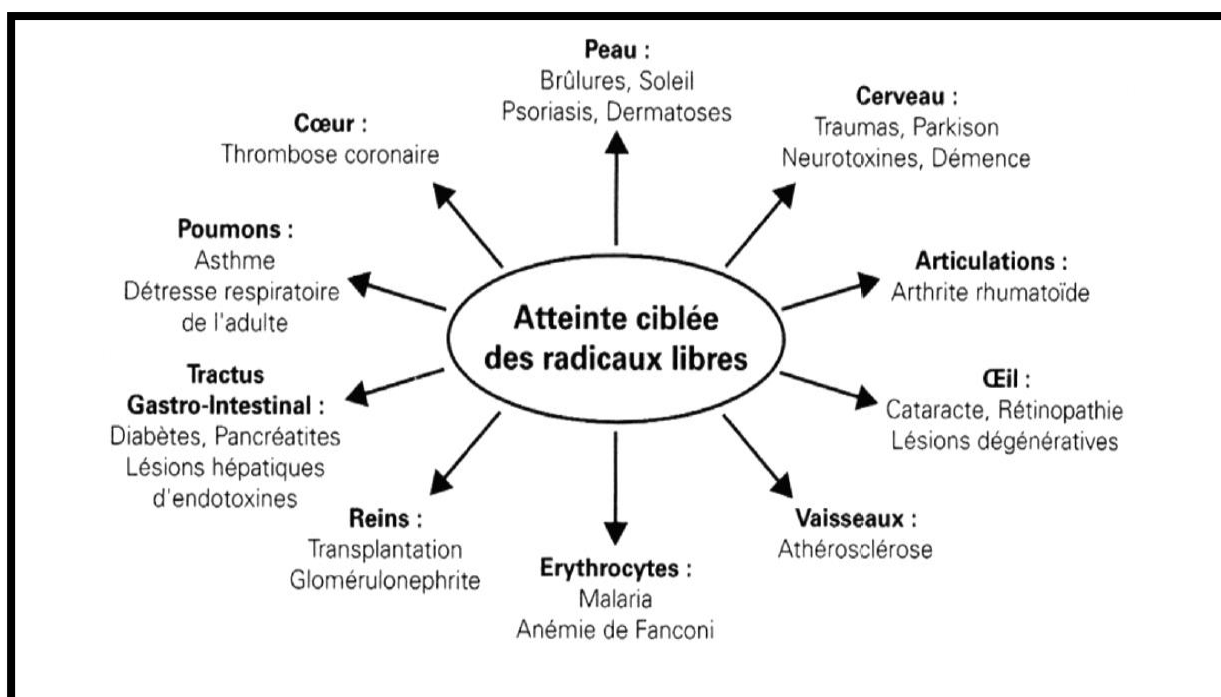 Peau :
Brûlures, Soleil
Psoriasis, Dermatoses
Cerveau :
Traumas, Parkison
Neurotoxines, Démence
Articulations :
Arthrite rhumatoïde
Œil :
Cataracte, Rétinopathie
Lésions dégénératives
Vaisseaux :
Athérosclérose
Erythrocytes :
Malaria
Anémie de Fanconi
Reins :
Transplantation
Glomérulonephrite
Tractus
Gastro-Intestinal :
Diabètes, Pancréatites
Lésions hépatiques
d'endotoxines
Poumons :
Asthme
Détresse respiratoire
de l'adulte
Cœur :
Thrombose coronaire
Atteinte ciblée
des radicaux libres